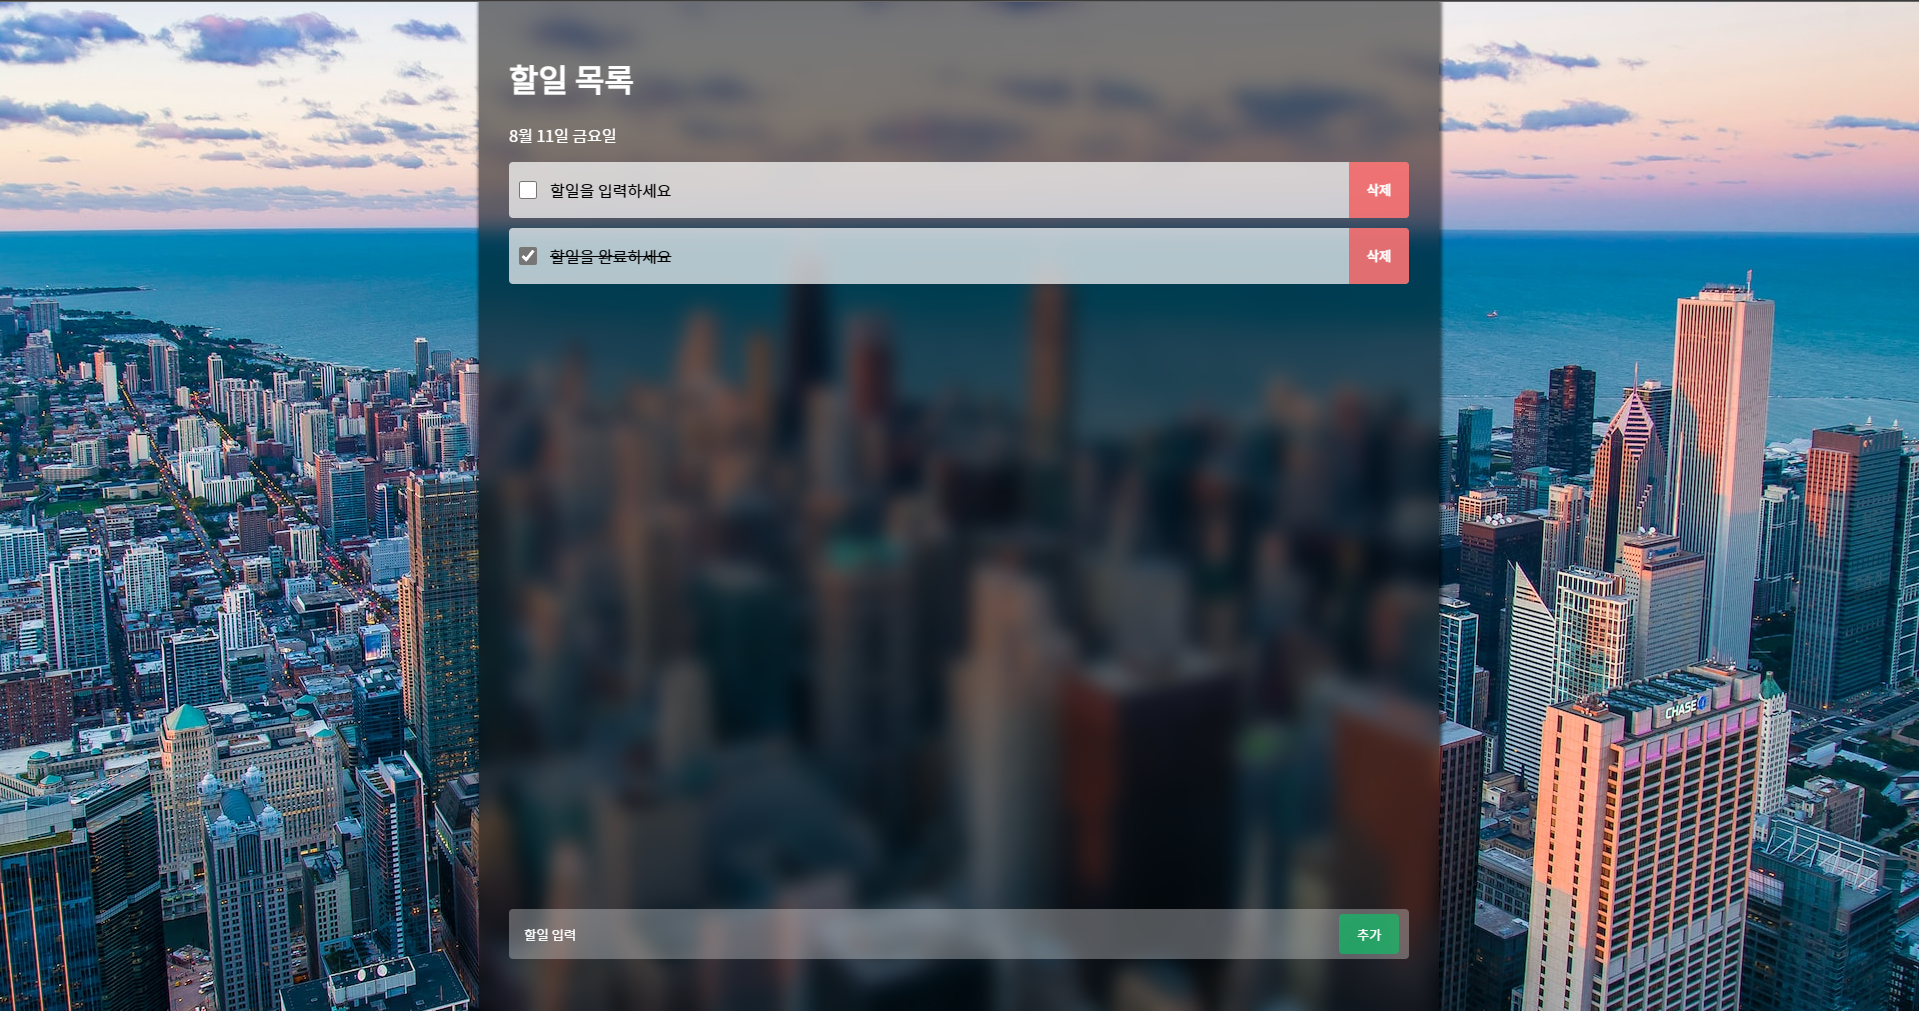 할일 목록
8월 11일 금요일
할일을 입력하세요 삭제
할일을 완료하세요 삭제
할일 입력 추가
CHASE